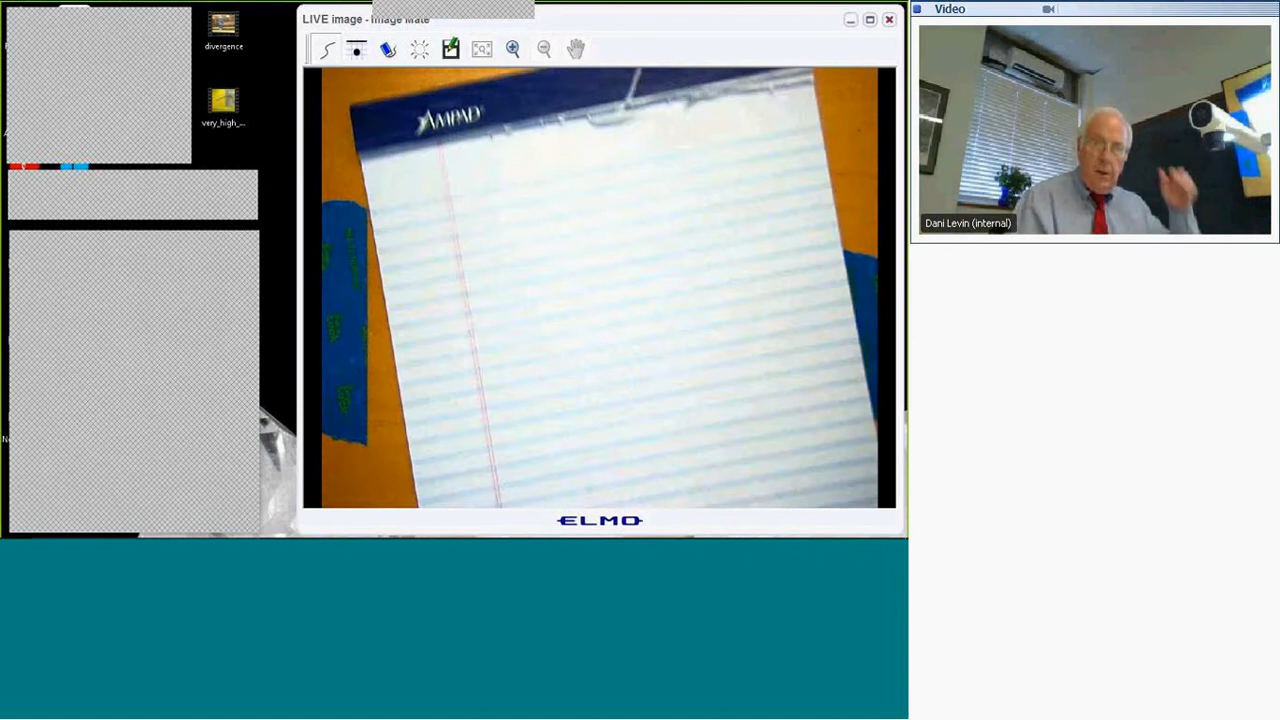 divergence
very_high_...
LIVE image - Image Mate
AMPAD
ELMO
Video
Dani Levin (internal)